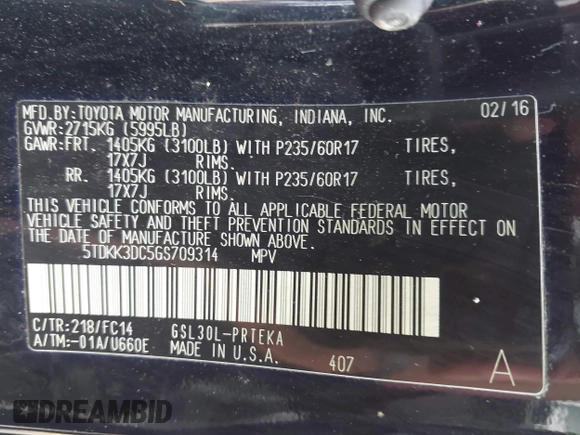 MFD.BY:TOYOTA MOTOR MANUFACTURING, INDIANA, INC. 02/16
GVWR:2715KG (5995LB)
GAWR:FRT. 1405KG (3100LB) WITH P235/60R17 TIRES,
17X7J RIMS.
RR. 1405KG (3100LB) WITH P235/60R17 TIRES,
17X7J RIMS.
THIS VEHICLE CONFORMS TO ALL APPLICABLE FEDERAL MOTOR
VEHICLE SAFETY AND THEFT PREVENTION STANDARDS IN EFFECT ON
THE DATE OF MANUFACTURE SHOWN ABOVE.
5TDKK3DC5GS709314 MPV
C/TR:218/FC14 GSL30L-PRTEKA
A/TM:-01A/U660E MADE IN U.S.A. 407 A
DREAMBID